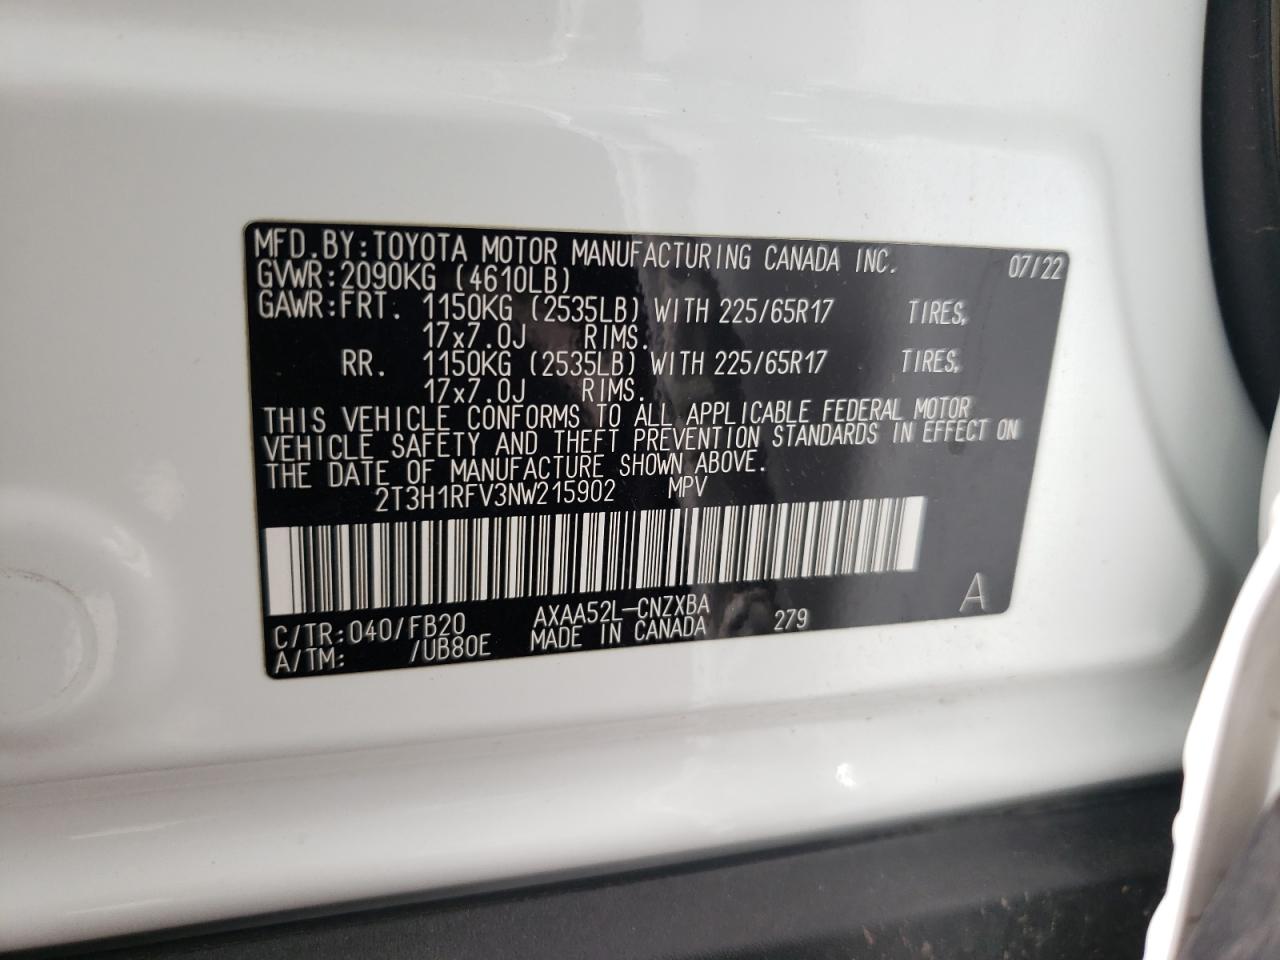 MFD.BY:TOYOTA MOTOR MANUFACTURING CANADA INC. 07/22
GVWR:2090KG (4610LB)
GAWR:FRT. 1150KG (2535LB) WITH 225/65R17 TIRES,
17x7.0J RIMS.
RR. 1150KG (2535LB) WITH 225/65R17 TIRES,
17x7.0J RIMS.
THIS VEHICLE CONFORMS TO ALL APPLICABLE FEDERAL MOTOR
VEHICLE SAFETY AND THEFT PREVENTION STANDARDS IN EFFECT ON
THE DATE OF MANUFACTURE SHOWN ABOVE.
2T3H1RFV3NW215902 MPV
C/TR:040/FB20 AXAA52L-CNZXBA 279 A
A/TM: /UB80E MADE IN CANADA